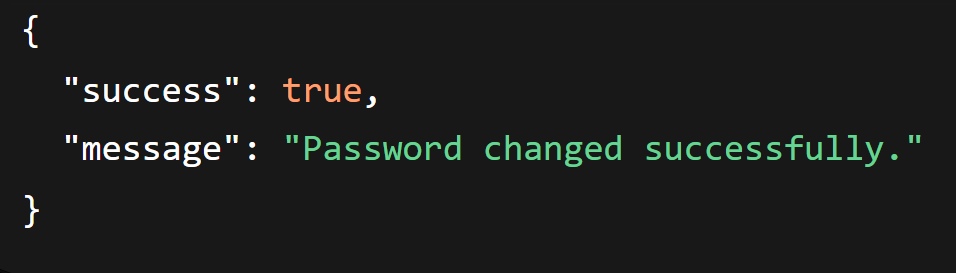 {
  "success": true,
  "message": "Password changed successfully."
}